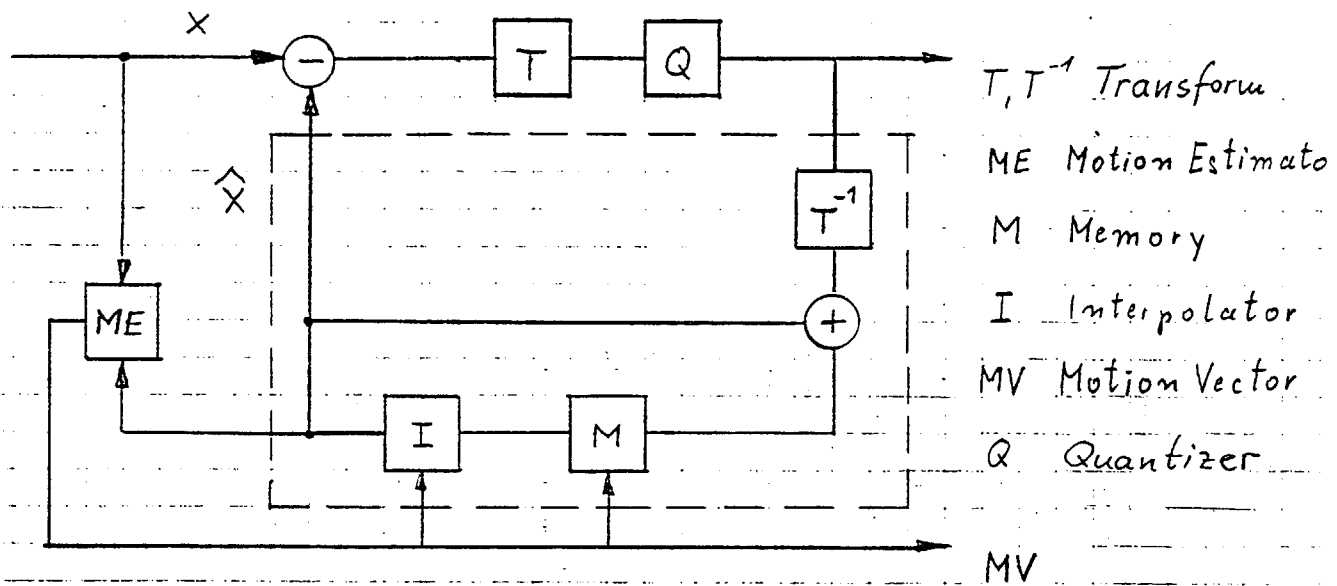 X
−
T
Q
T, T⁻¹ Transform
ME Motion Estimato
X̂
T⁻¹
M Memory
ME
+
I Interpolator
I
M
MV Motion Vector
Q Quantizer
MV